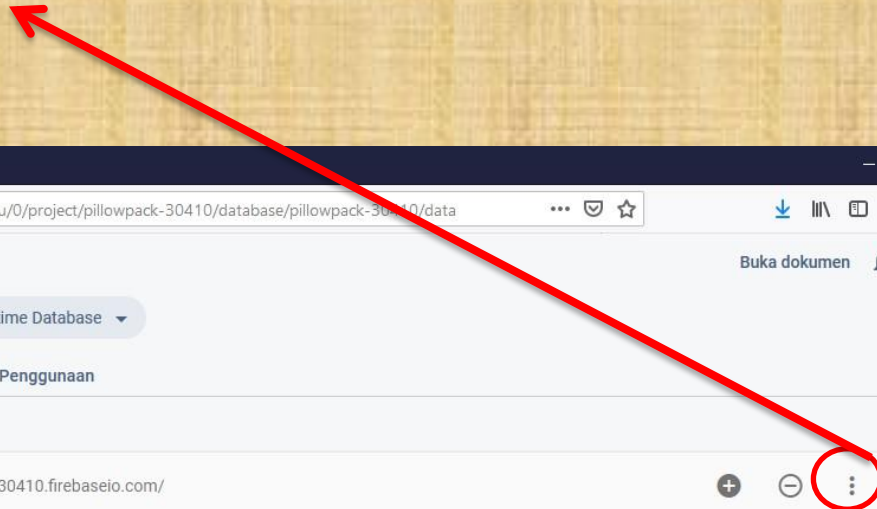 u/0/project/pillowpack-30410/database/pillowpack-30410/data
Buka dokumen
ime Database
Penggunaan
30410.firebaseio.com/